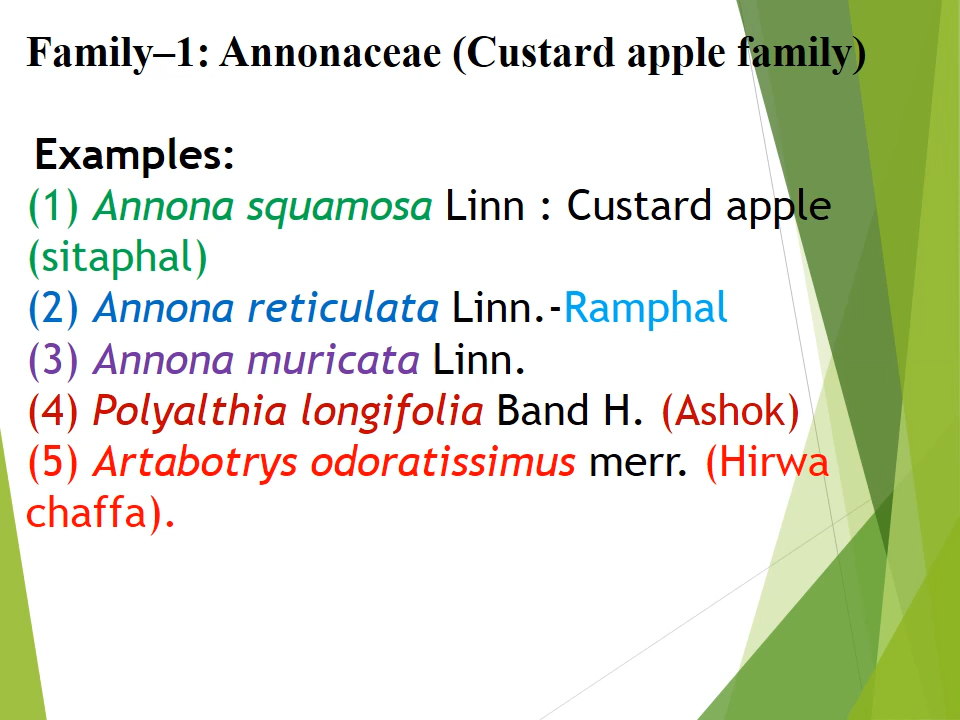 Family–1: Annonaceae (Custard apple family)
Examples:
(1) Annona squamosa Linn : Custard apple
(sitaphal)
(2) Annona reticulata Linn.-Ramphal
(3) Annona muricata Linn.
(4) Polyalthia longifolia Band H. (Ashok)
(5) Artabotrys odoratissimus merr. (Hirwa
chaffa).